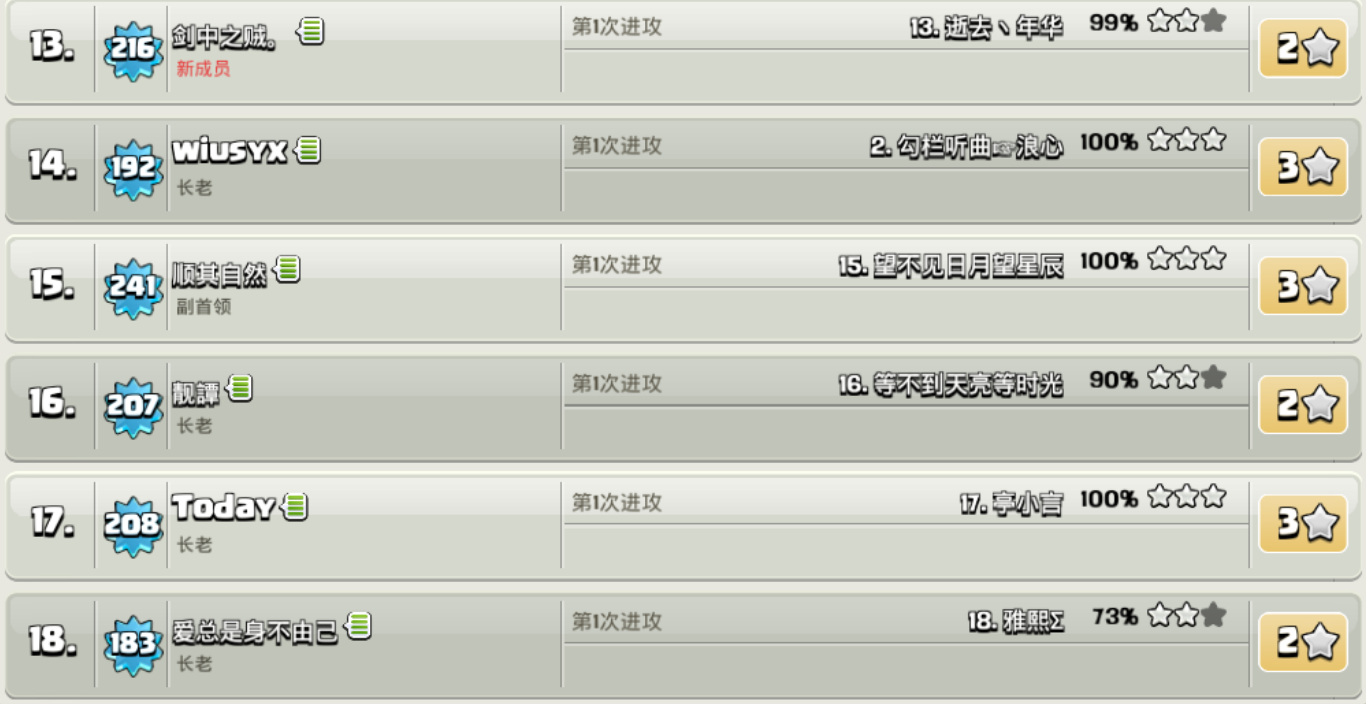 13. 216 剑中之贼。 第1次进攻 13. 逝去丶年华 99% 2
新成员
14. 192 wiusyx 第1次进攻 2. 勾栏听曲☞浪心 100% 3
长老
15. 241 顺其自然 第1次进攻 15. 望不见日月望星辰 100% 3
副首领
16. 207 靓譚 第1次进攻 16. 等不到天亮等时光 90% 2
长老
17. 208 Today 第1次进攻 17. 亭小言 100% 3
长老
18. 183 爱总是身不由己 第1次进攻 18. 雅熙Σ 73% 2
长老